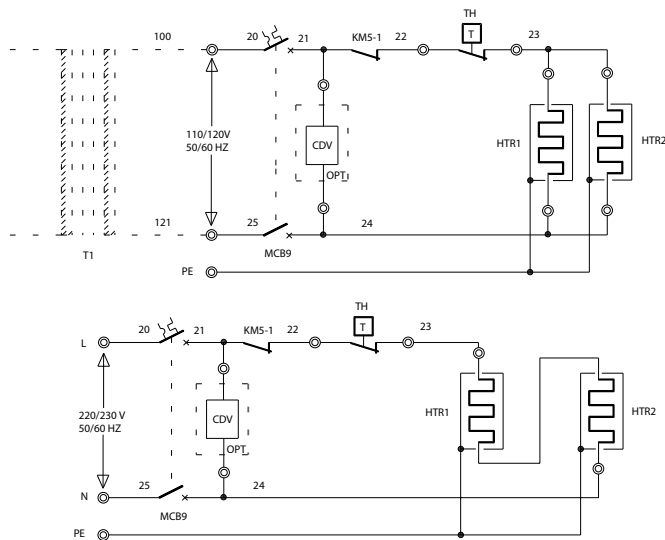 100 20 21 KM5-1 22 TH 23
T
110/120V
50/60 HZ
CDV
OPT
HTR1
HTR2
121 25 24
MCB9
T1
PE
L 20 21 KM5-1 22 TH 23
T
220/230 V
50/60 HZ
CDV
OPT
HTR1
HTR2
N 25 24
MCB9
PE